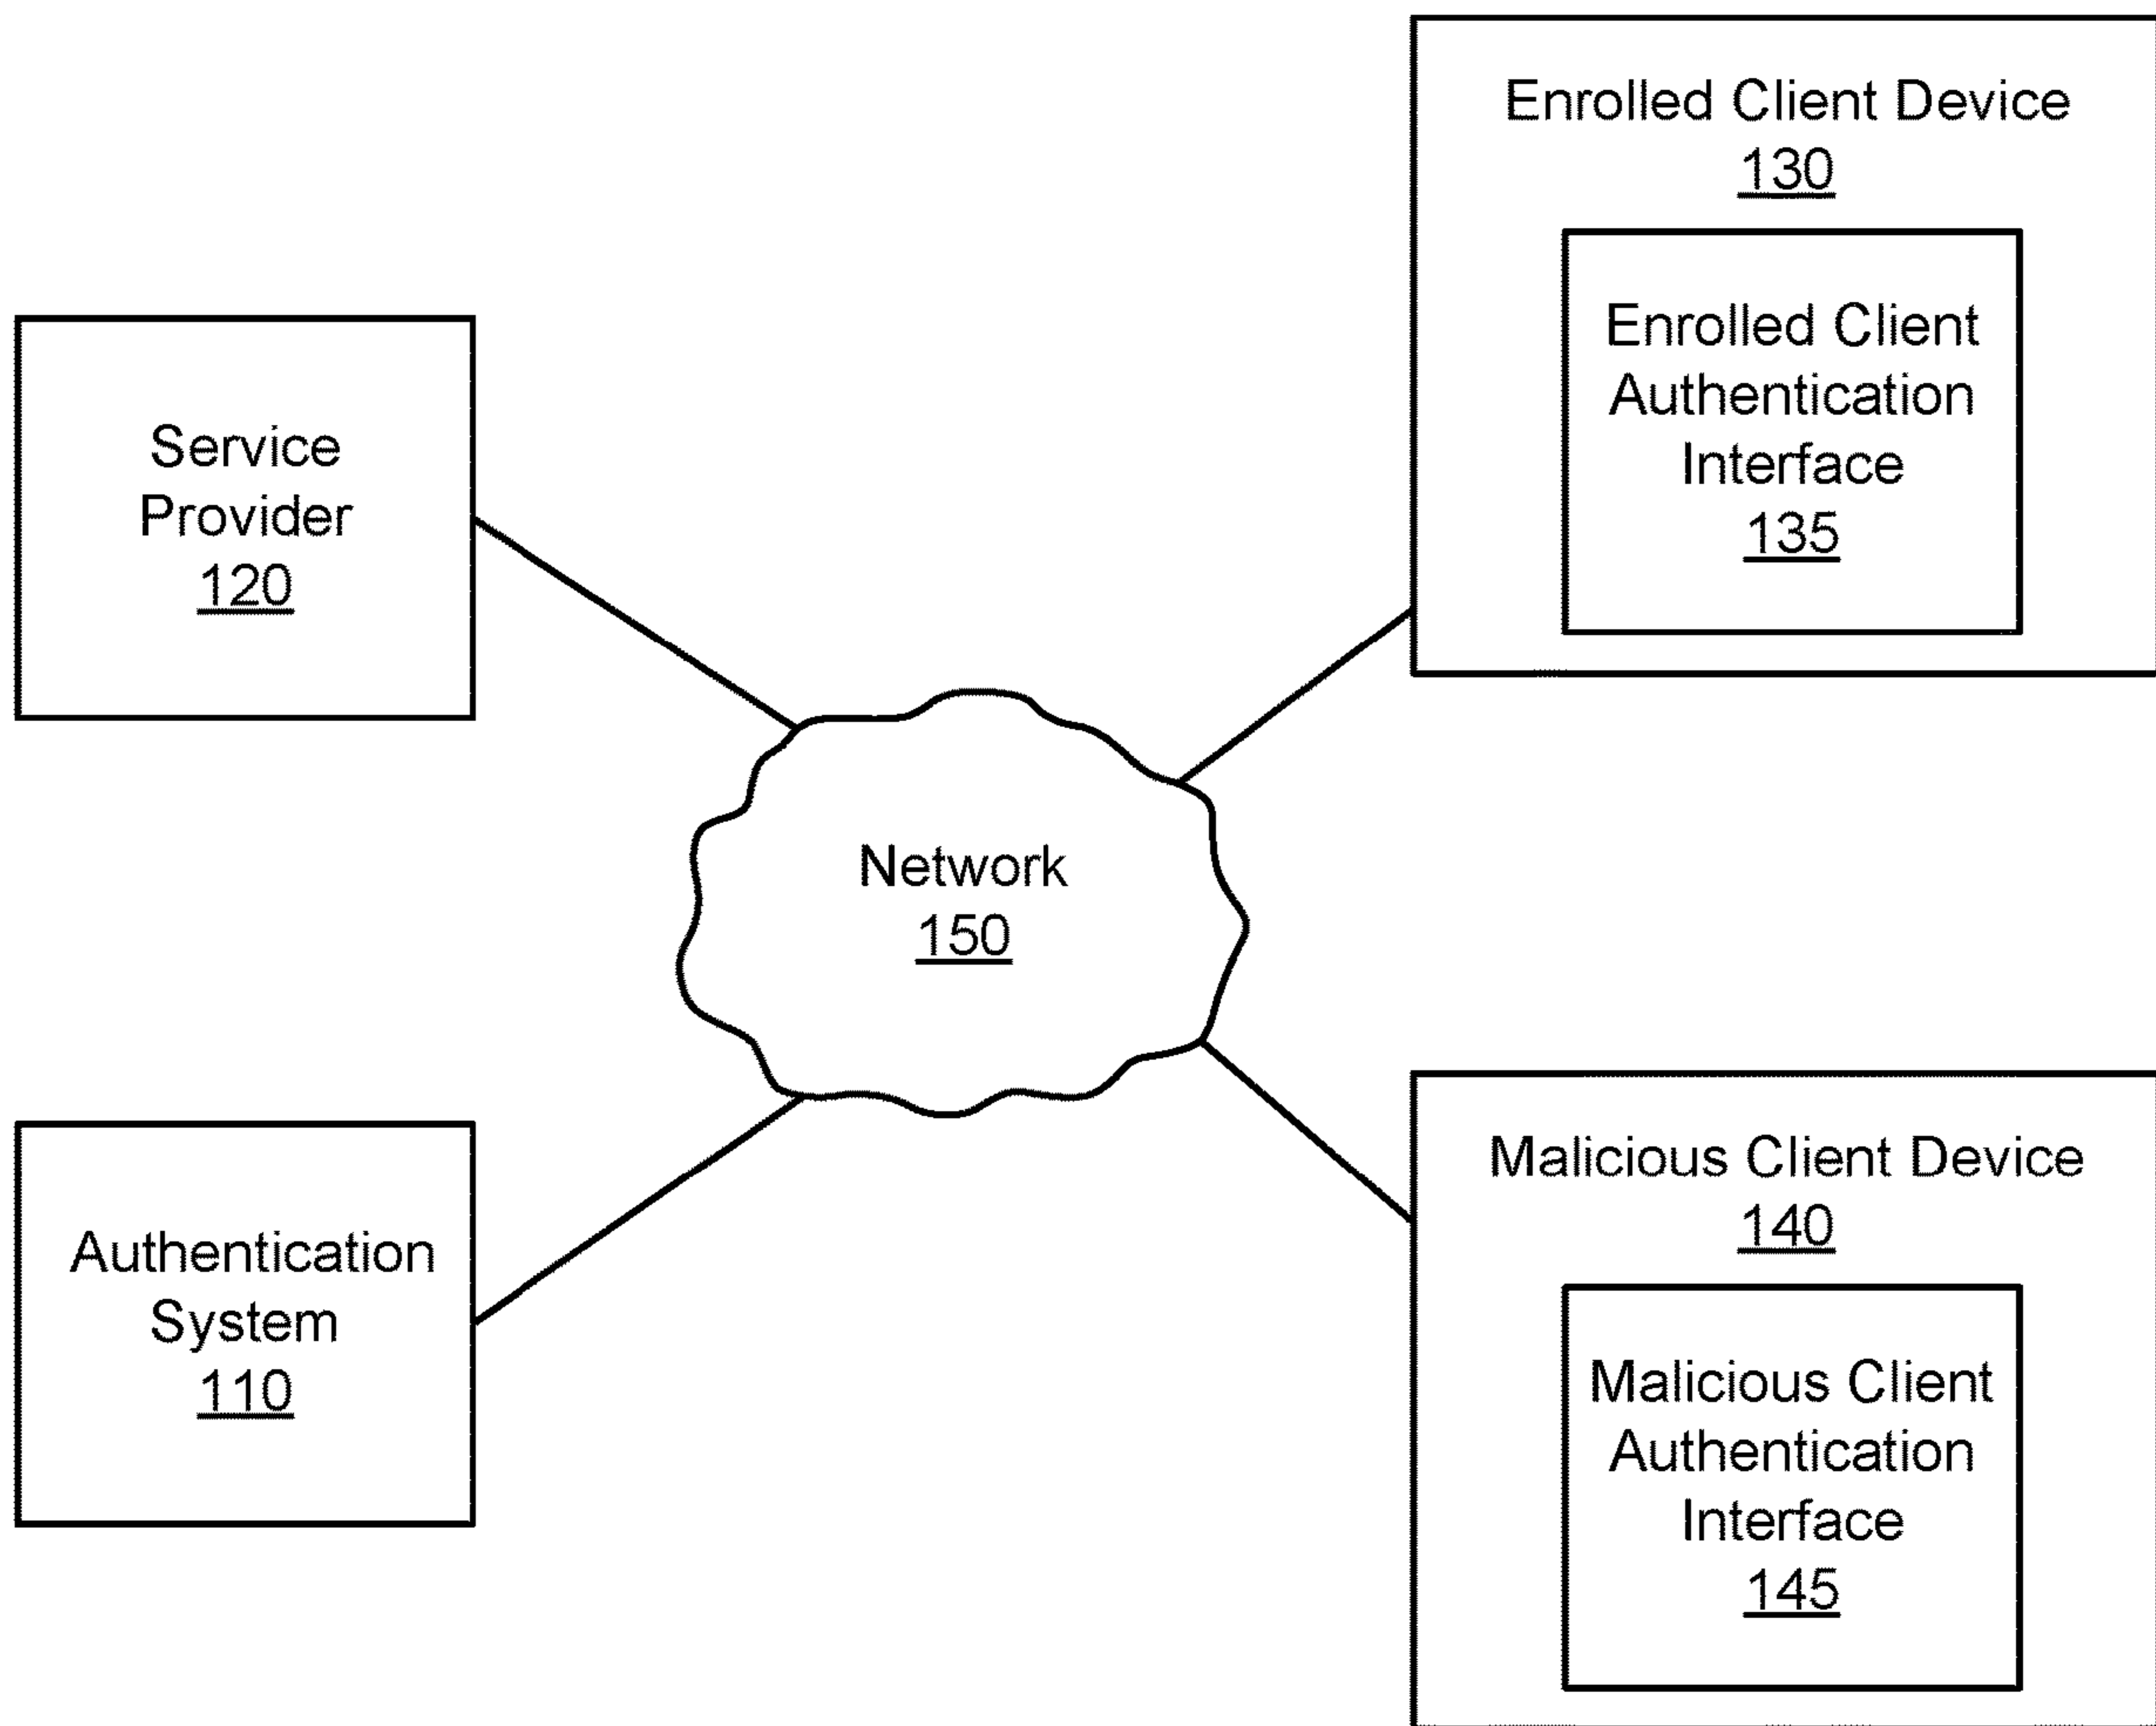 Enrolled Client Device
130
Enrolled Client
Authentication
Interface
135
Service
Provider
120
Network
150
Authentication
System
110
Malicious Client Device
140
Malicious Client
Authentication
Interface
145